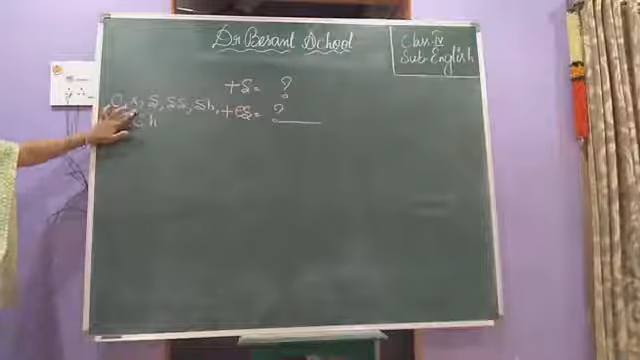 Dr Besant School
Class: IV
Sub: English
+S = ?
O, x, S, SS, Sh, +ES = ?